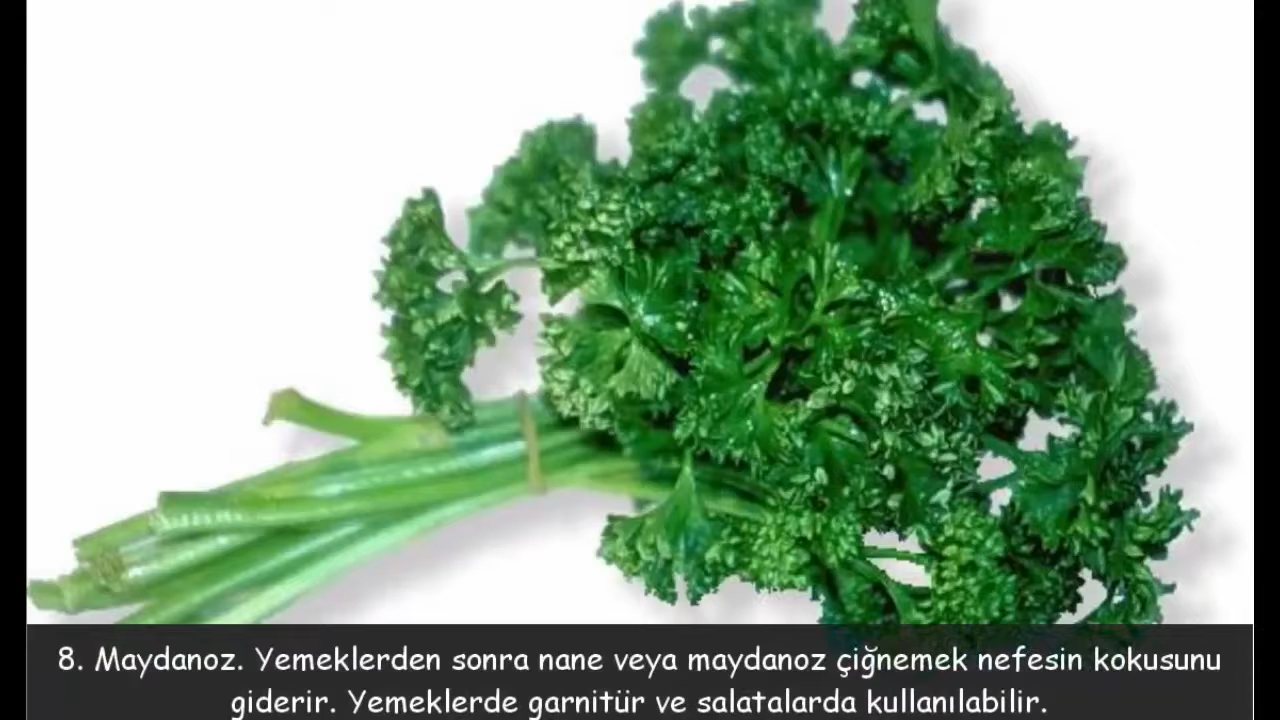 8. Maydanoz. Yemeklerden sonra nane veya maydanoz çiğnemek nefesin kokusunu
giderir. Yemeklerde garnitür ve salatalarda kullanılabilir.